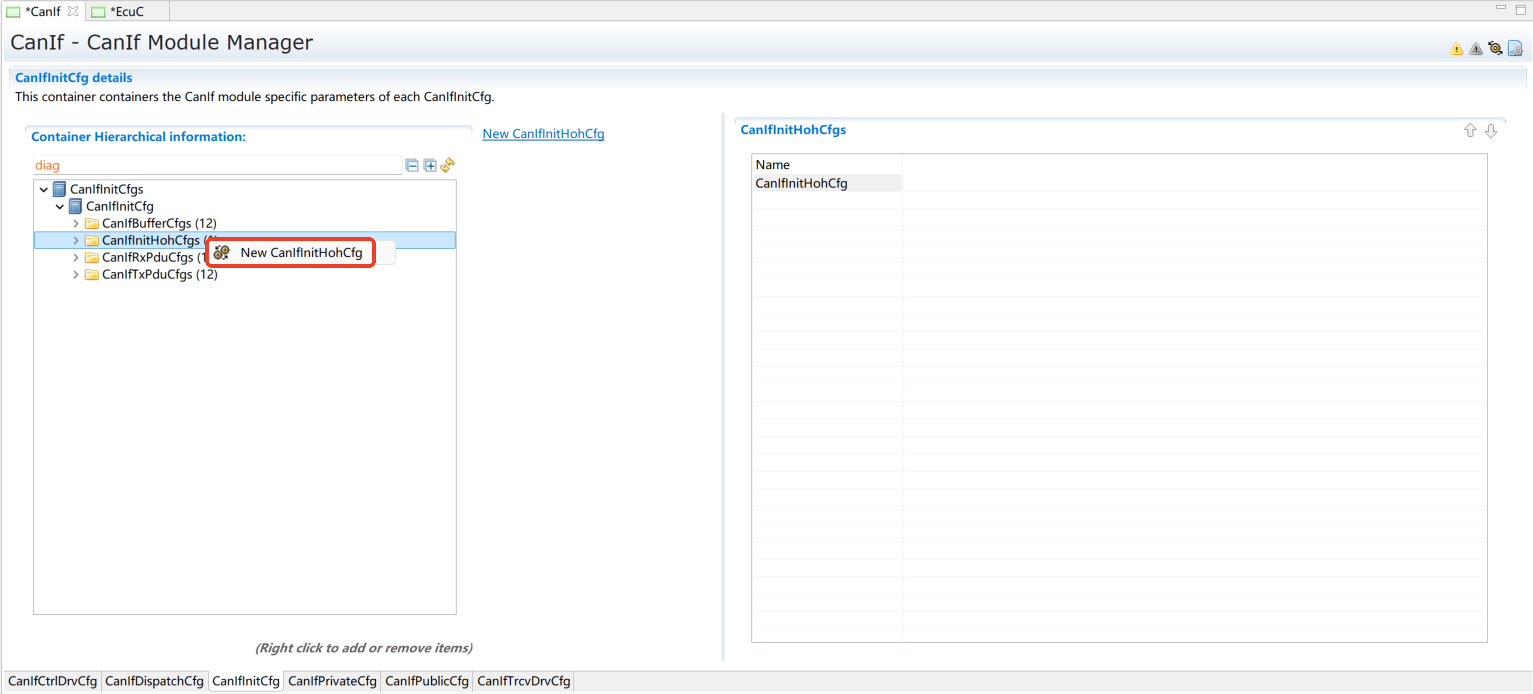 *CanIf
*EcuC
CanIf - CanIf Module Manager
CanIfInitCfg details
This container containers the CanIf module specific parameters of each CanIfInitCfg.
Container Hierarchical information:
New CanIfInitHohCfg
diag
CanIfInitCfgs
CanIfInitCfg
CanIfBufferCfgs (12)
CanIfInitHohCfgs
New CanIfInitHohCfg
CanIfRxPduCfgs
CanIfTxPduCfgs (12)
(Right click to add or remove items)
CanIfInitHohCfgs
Name
CanIfInitHohCfg
CanIfCtrlDrvCfg CanIfDispatchCfg CanIfInitCfg CanIfPrivateCfg CanIfPublicCfg CanIfTrcvDrvCfg